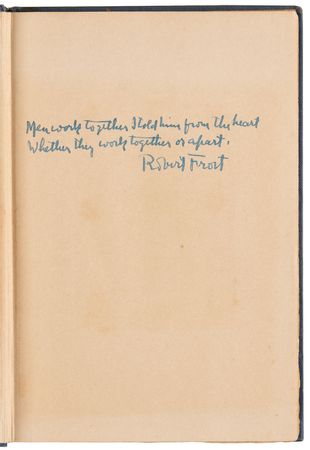 Men work together I told him from the heart
Whether they work together or apart.
Robert Frost